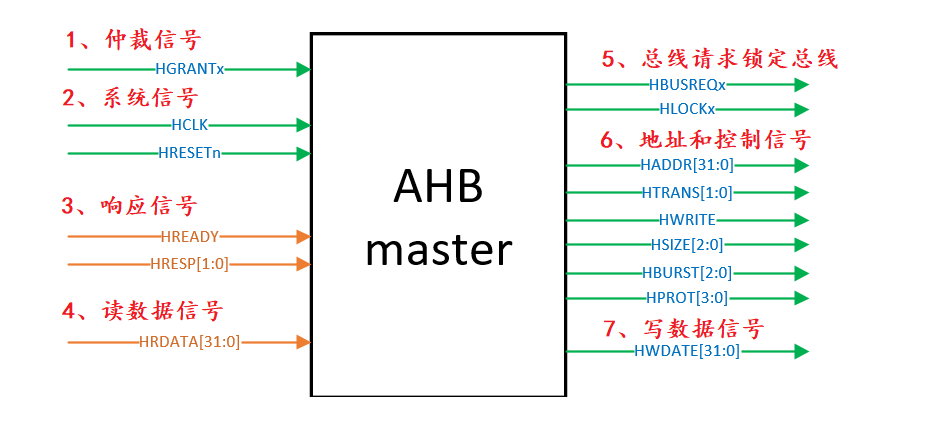 1、仲裁信号
HGRANTx
2、系统信号
HCLK
HRESETn
3、响应信号
HREADY
HRESP[1:0]
4、读数据信号
HRDATA[31:0]
AHB
master
5、总线请求锁定总线
HBUSREQx
HLOCKx
6、地址和控制信号
HADDR[31:0]
HTRANS[1:0]
HWRITE
HSIZE[2:0]
HBURST[2:0]
HPROT[3:0]
7、写数据信号
HWDATE[31:0]